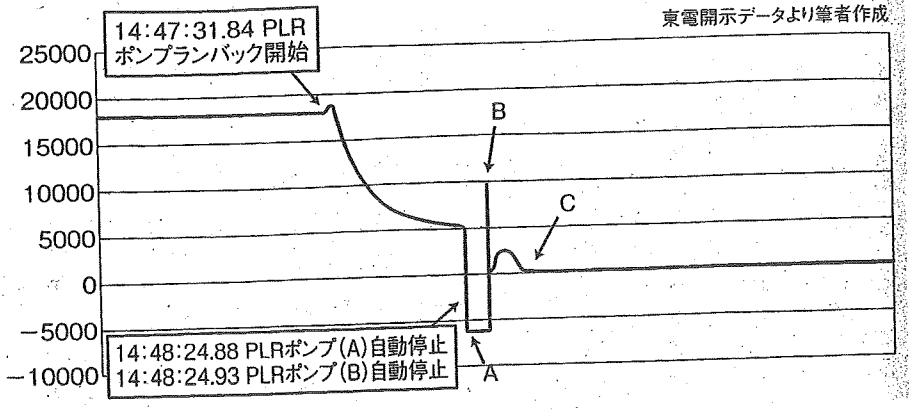 東電開示データより筆者作成
14:47:31.84 PLR
ポンプランバック開始
25000
20000
15000
10000
5000
0
−5000
−10000
B
C
14:48:24.88 PLRポンプ(A)自動停止
14:48:24.93 PLRポンプ(B)自動停止
A